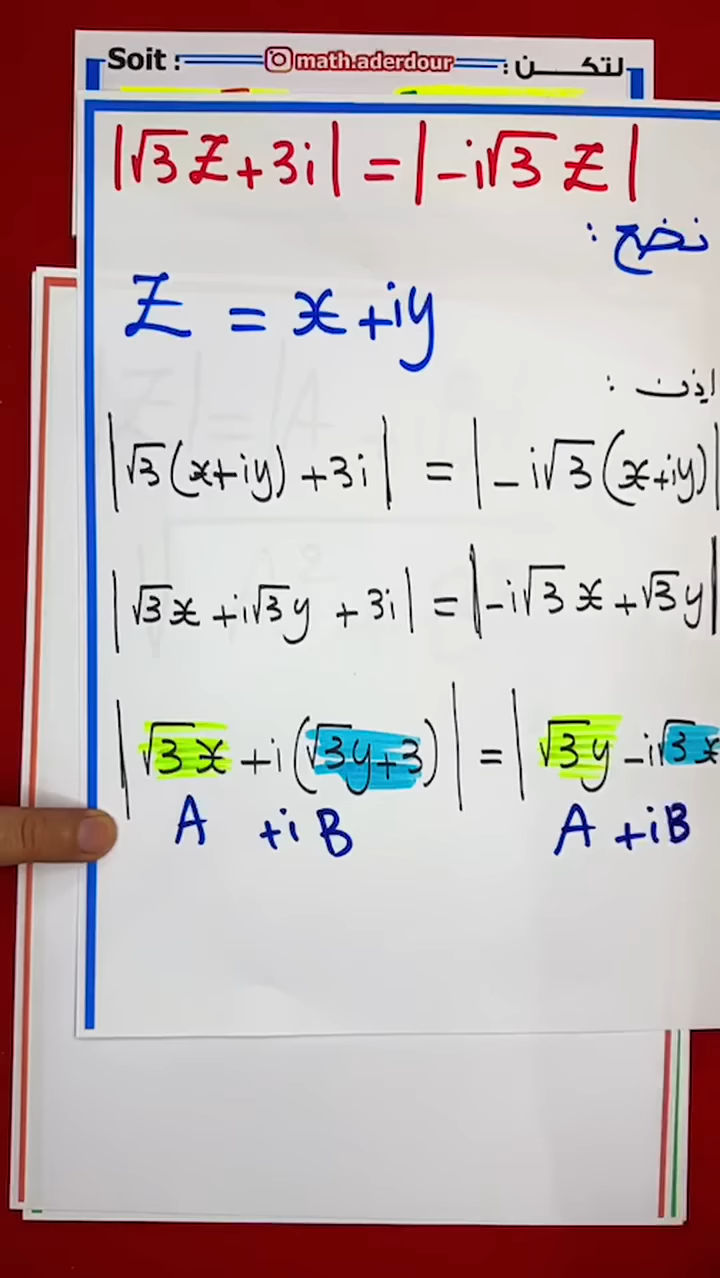 Soit : math.aderdour لتكن :
|√3Z+3i| = |-i√3 Z|
نضع :
Z = x+iy
إذن :
|√3(x+iy) +3i| = |-i√3(x+iy)|
|√3x +i√3y +3i| = |-i√3x +√3y|
|√3x +i(√3y+3)| = |√3y -i√3x
A +iB A +iB